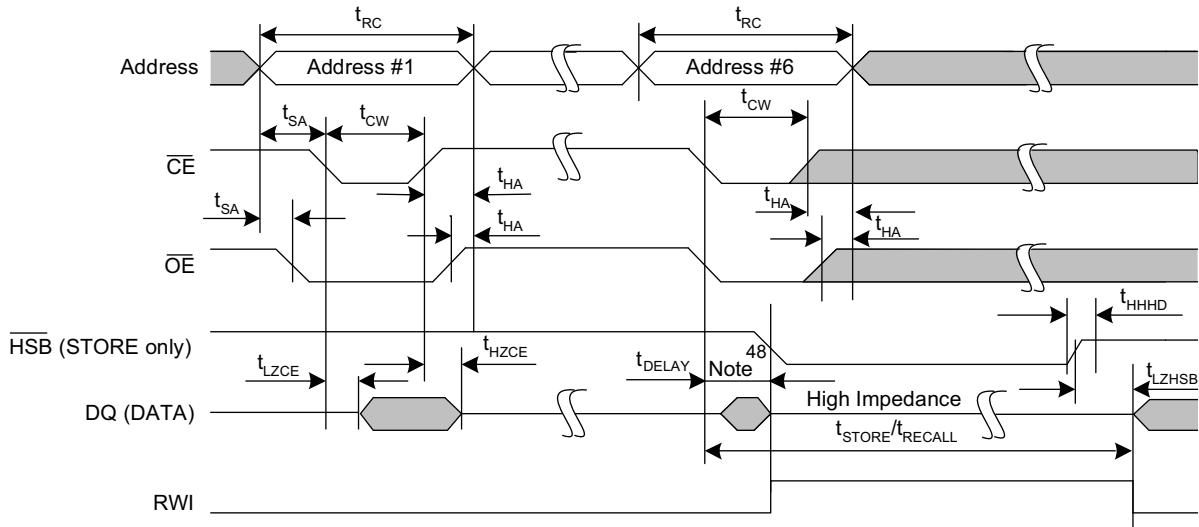 tRC tRC
Address Address #1 Address #6
tSA tCW tCW
CE
tSA tHA tHA
tHA tHA
OE
tHHHD
HSB (STORE only)
tLZCE tHZCE tDELAY Note 48 tLZHSB
DQ (DATA) High Impedance
tSTORE/tRECALL
RWI